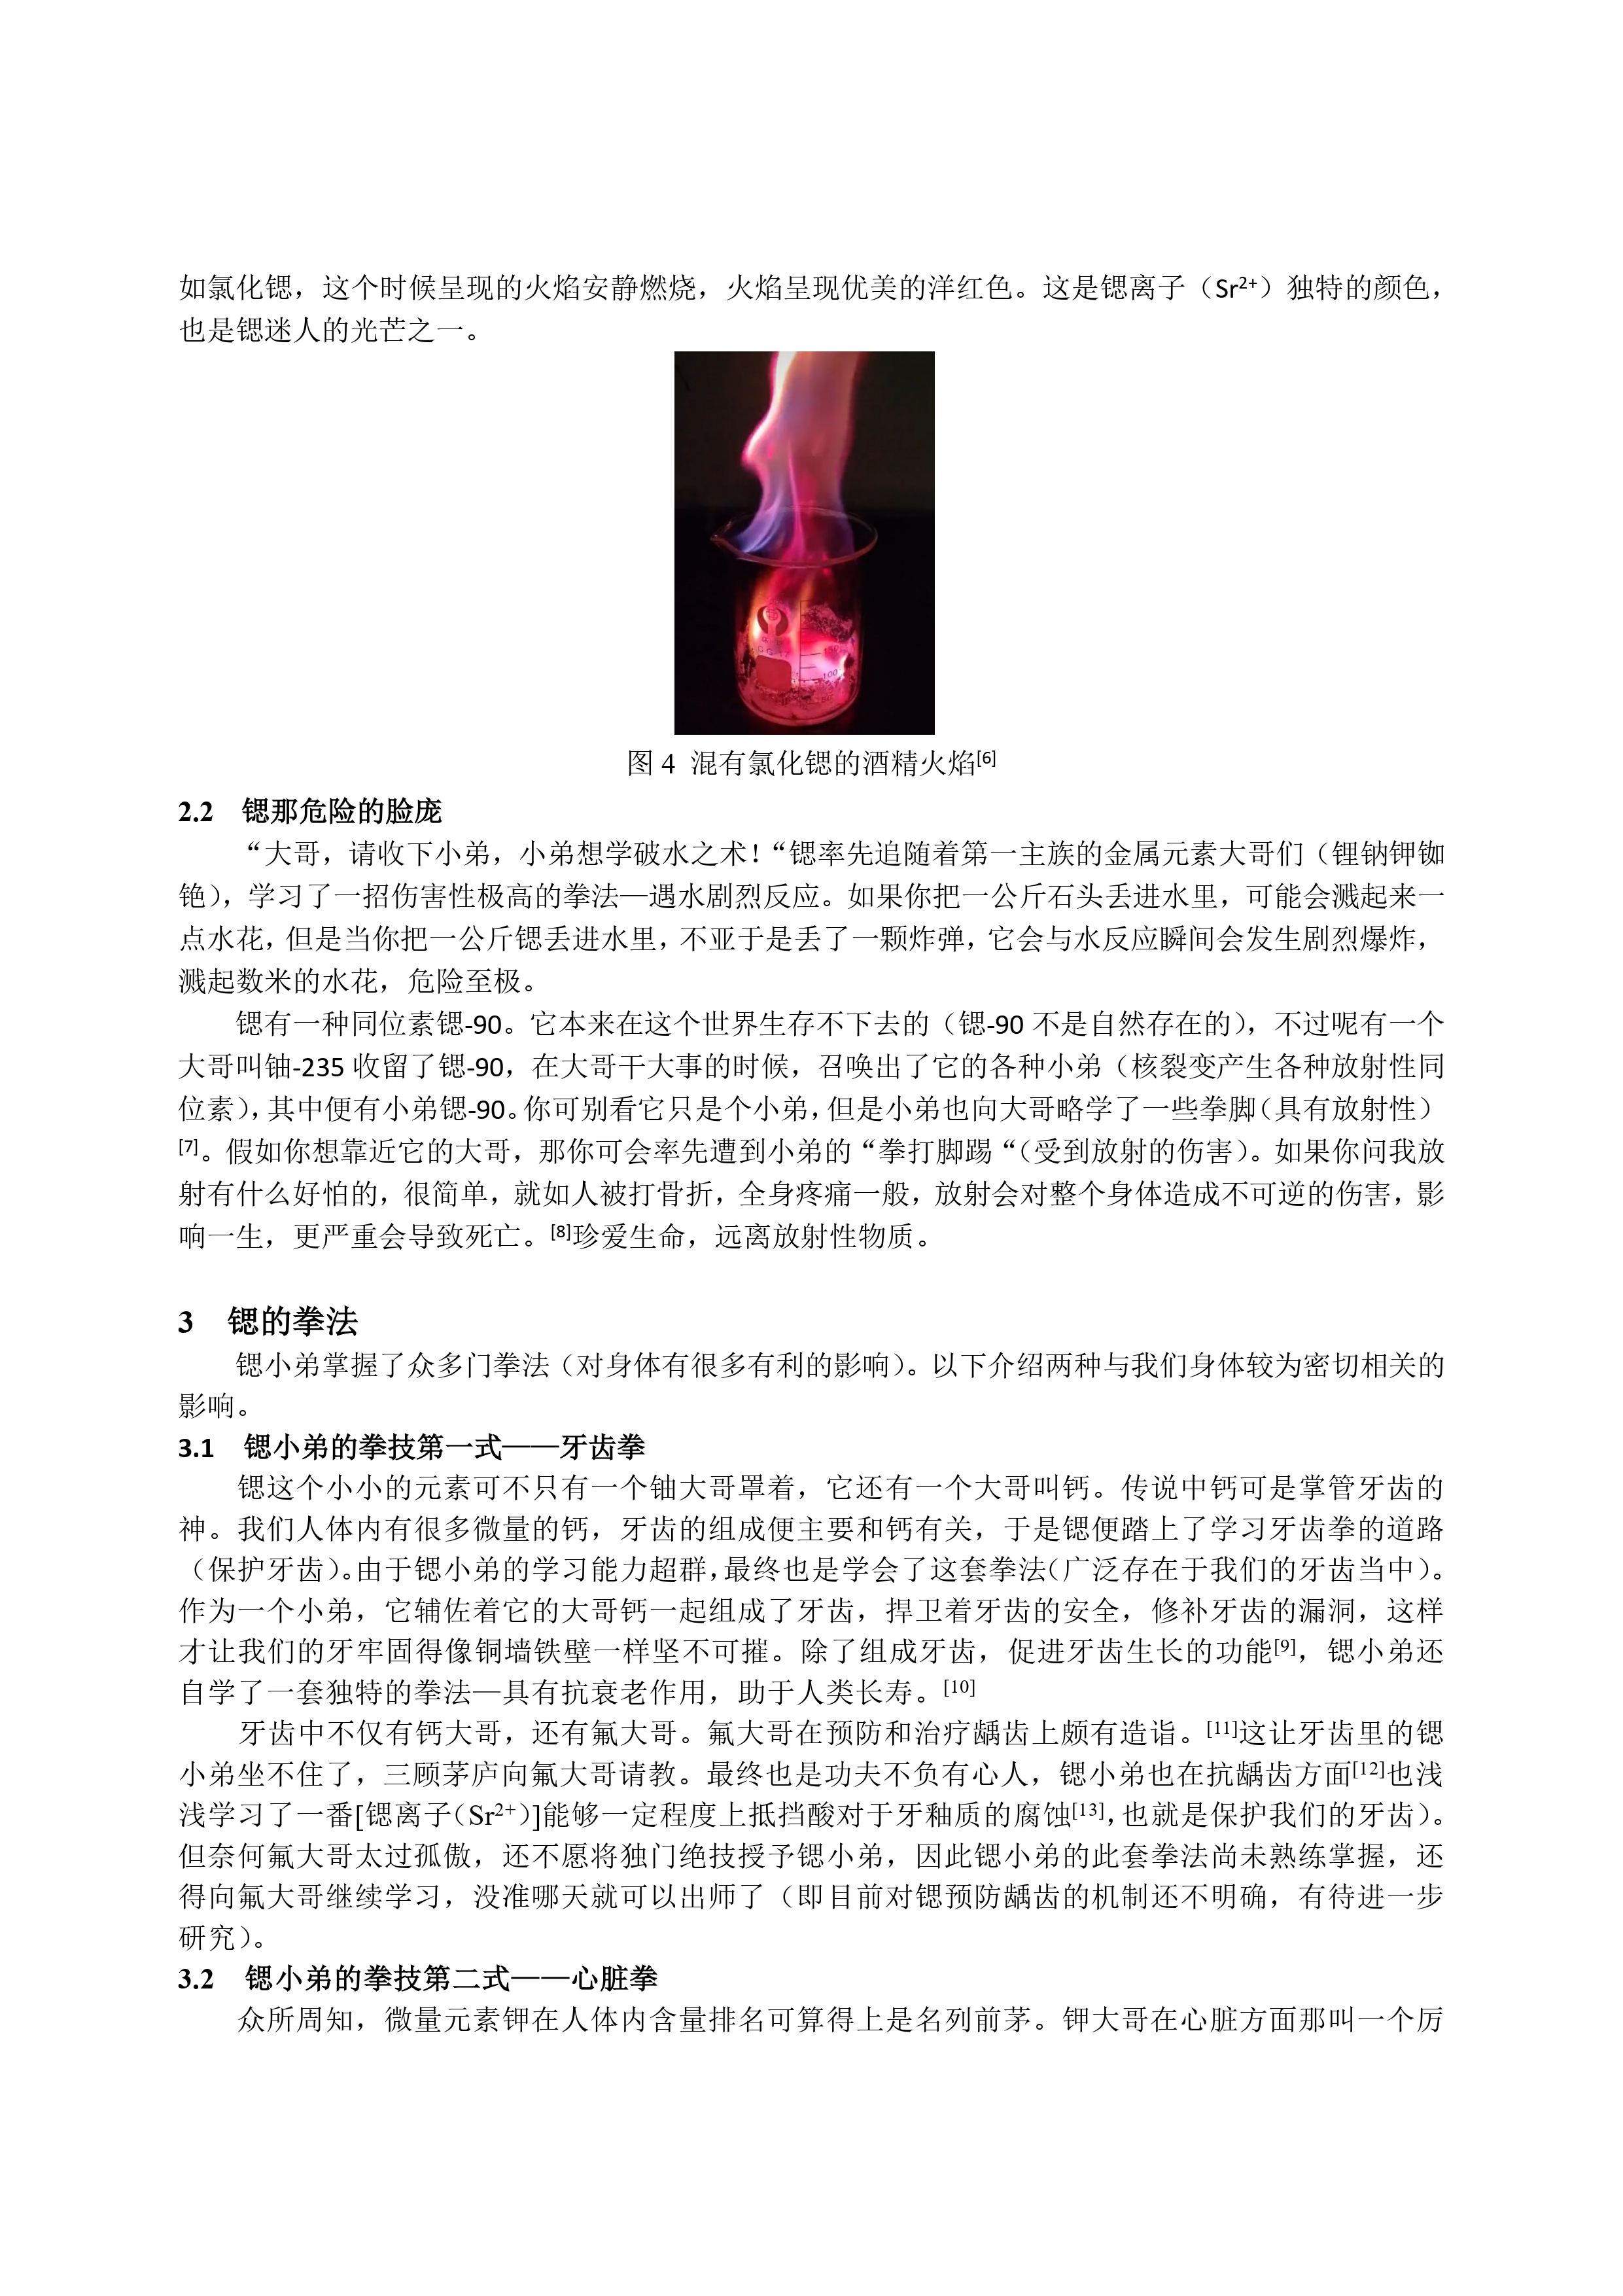 如氯化锶，这个时候呈现的火焰安静燃烧，火焰呈现优美的洋红色。这是锶离子（Sr²⁺）独特的颜色，
也是锶迷人的光芒之一。
100
图 4 混有氯化锶的酒精火焰[6]
2.2 锶那危险的脸庞
“大哥，请收下小弟，小弟想学破水之术！“锶率先追随着第一主族的金属元素大哥们（锂钠钾铷
铯），学习了一招伤害性极高的拳法—遇水剧烈反应。如果你把一公斤石头丢进水里，可能会溅起来一
点水花，但是当你把一公斤锶丢进水里，不亚于是丢了一颗炸弹，它会与水反应瞬间会发生剧烈爆炸，
溅起数米的水花，危险至极。
锶有一种同位素锶-90。它本来在这个世界生存不下去的（锶-90 不是自然存在的），不过呢有一个
大哥叫铀-235 收留了锶-90，在大哥干大事的时候，召唤出了它的各种小弟（核裂变产生各种放射性同
位素），其中便有小弟锶-90。你可别看它只是个小弟，但是小弟也向大哥略学了一些拳脚（具有放射性）
[7]。假如你想靠近它的大哥，那你可会率先遭到小弟的“拳打脚踢“（受到放射的伤害）。如果你问我放
射有什么好怕的，很简单，就如人被打骨折，全身疼痛一般，放射会对整个身体造成不可逆的伤害，影
响一生，更严重会导致死亡。[8]珍爱生命，远离放射性物质。
3 锶的拳法
锶小弟掌握了众多门拳法（对身体有很多有利的影响）。以下介绍两种与我们身体较为密切相关的
影响。
3.1 锶小弟的拳技第一式——牙齿拳
锶这个小小的元素可不只有一个铀大哥罩着，它还有一个大哥叫钙。传说中钙可是掌管牙齿的
神。我们人体内有很多微量的钙，牙齿的组成便主要和钙有关，于是锶便踏上了学习牙齿拳的道路
（保护牙齿）。由于锶小弟的学习能力超群，最终也是学会了这套拳法（广泛存在于我们的牙齿当中）。
作为一个小弟，它辅佐着它的大哥钙一起组成了牙齿，捍卫着牙齿的安全，修补牙齿的漏洞，这样
才让我们的牙牢固得像铜墙铁壁一样坚不可摧。除了组成牙齿，促进牙齿生长的功能[9]，锶小弟还
自学了一套独特的拳法—具有抗衰老作用，助于人类长寿。[10]
牙齿中不仅有钙大哥，还有氟大哥。氟大哥在预防和治疗龋齿上颇有造诣。[11]这让牙齿里的锶
小弟坐不住了，三顾茅庐向氟大哥请教。最终也是功夫不负有心人，锶小弟也在抗龋齿方面[12]也浅
浅学习了一番[锶离子（Sr²⁺）]能够一定程度上抵挡酸对于牙釉质的腐蚀[13]，也就是保护我们的牙齿）。
但奈何氟大哥太过孤傲，还不愿将独门绝技授予锶小弟，因此锶小弟的此套拳法尚未熟练掌握，还
得向氟大哥继续学习，没准哪天就可以出师了（即目前对锶预防龋齿的机制还不明确，有待进一步
研究）。
3.2 锶小弟的拳技第二式——心脏拳
众所周知，微量元素钾在人体内含量排名可算得上是名列前茅。钾大哥在心脏方面那叫一个厉